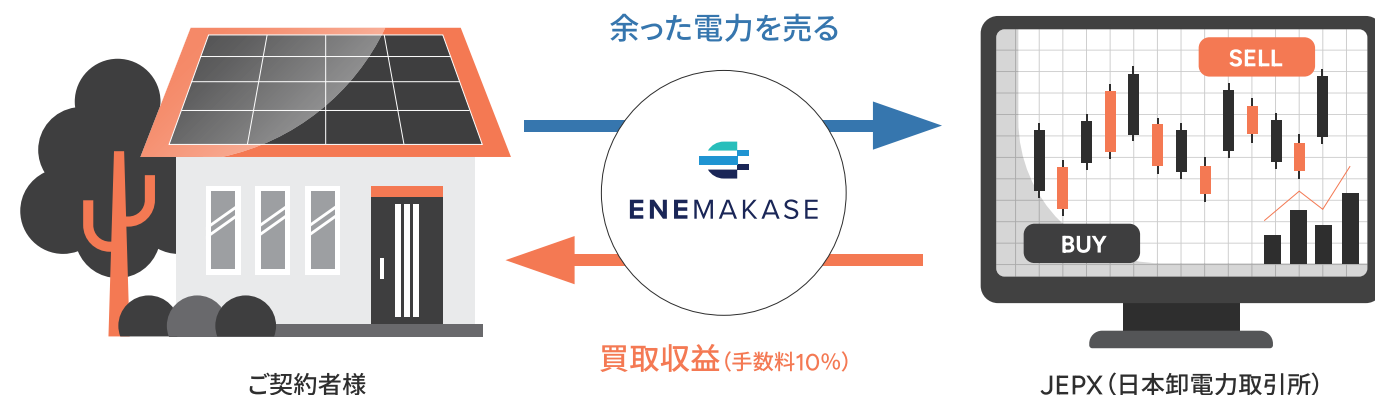 余った電力を売る
SELL
ENEMAKASE
BUY
買取収益(手数料10%)
ご契約者様
JEPX(日本卸電力取引所)